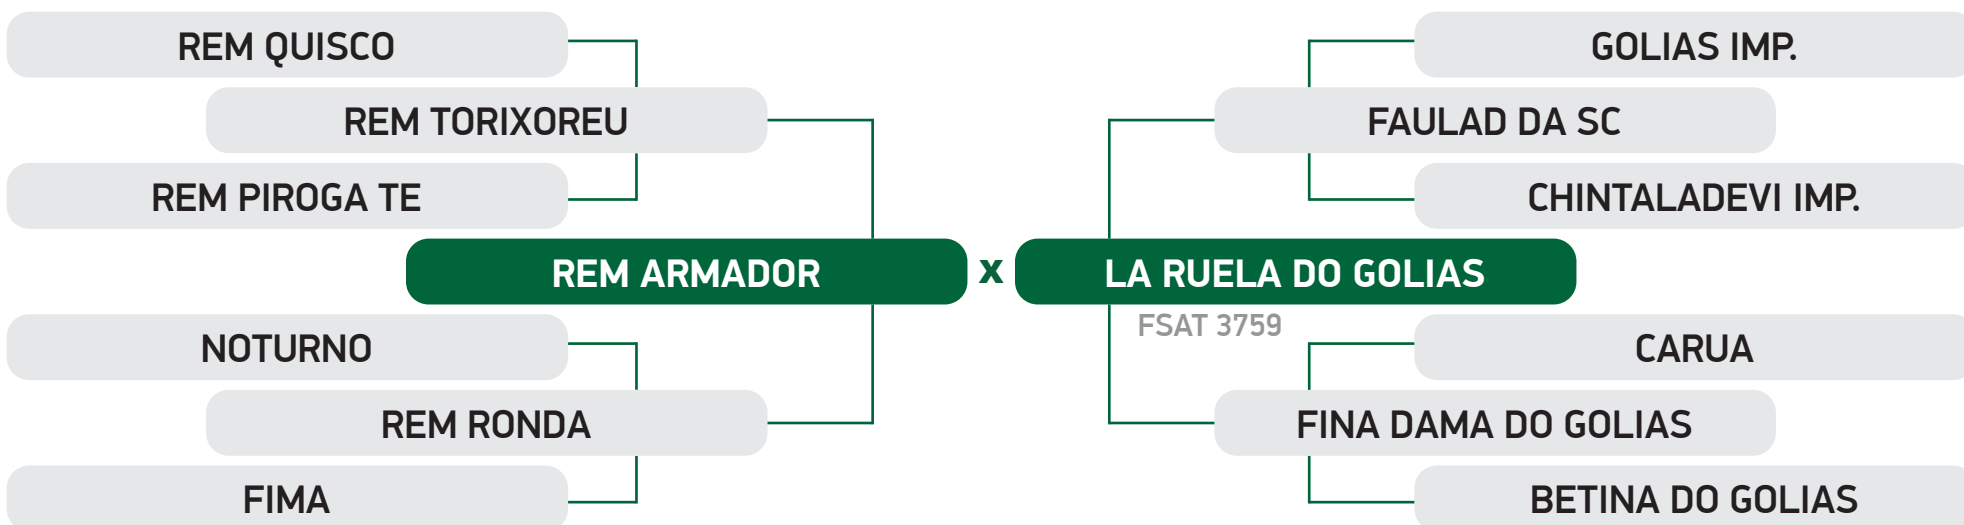 REM QUISCO
GOLIAS IMP.
REM TORIXOREU
FAULAD DA SC
REM PIROGA TE
CHINTALADEVI IMP.
REM ARMADOR x LA RUELA DO GOLIAS
FSAT 3759
NOTURNO
CARUA
REM RONDA
FINA DAMA DO GOLIAS
FIMA
BETINA DO GOLIAS